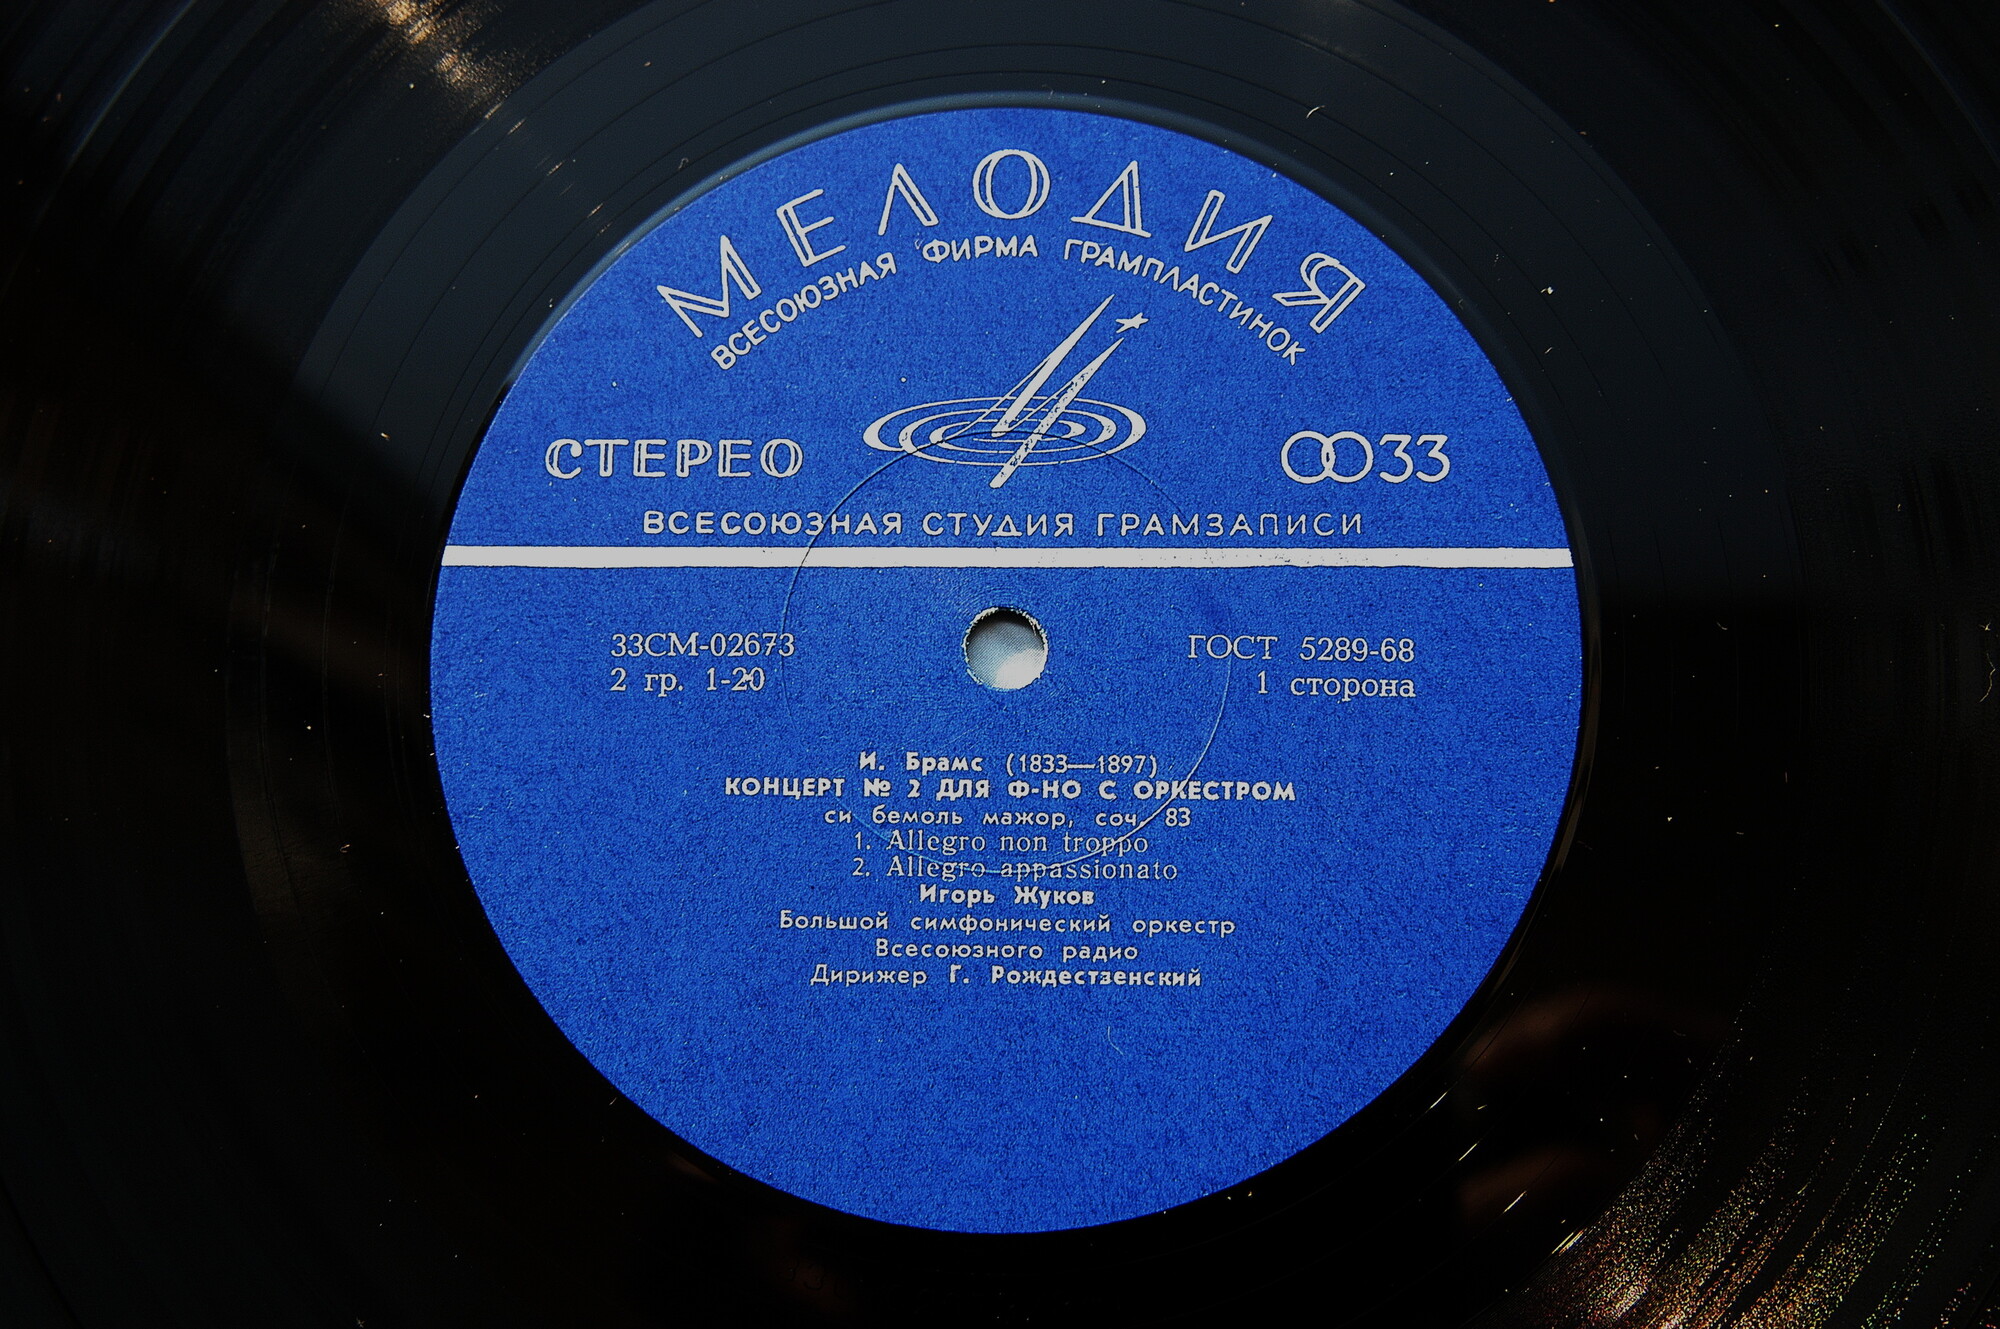 МЕЛОДИЯ
ВСЕСОЮЗНАЯ ФИРМА ГРАМПЛАСТИНОК
СТЕРЕО
33
ВСЕСОЮЗНАЯ СТУДИЯ ГРАМЗАПИСИ
33СМ-02673
ГОСТ 5289-68
2 гр. 1-20
1 сторона
И. Брамс (1833—1897)
КОНЦЕРТ № 2 ДЛЯ Ф-НО С ОРКЕСТРОМ
си бемоль мажор, соч. 83
1. Allegro non troppo
2. Allegro appassionato
Игорь Жуков
Большой симфонический оркестр
Всесоюзного радио
Дирижер Г. Рождественский